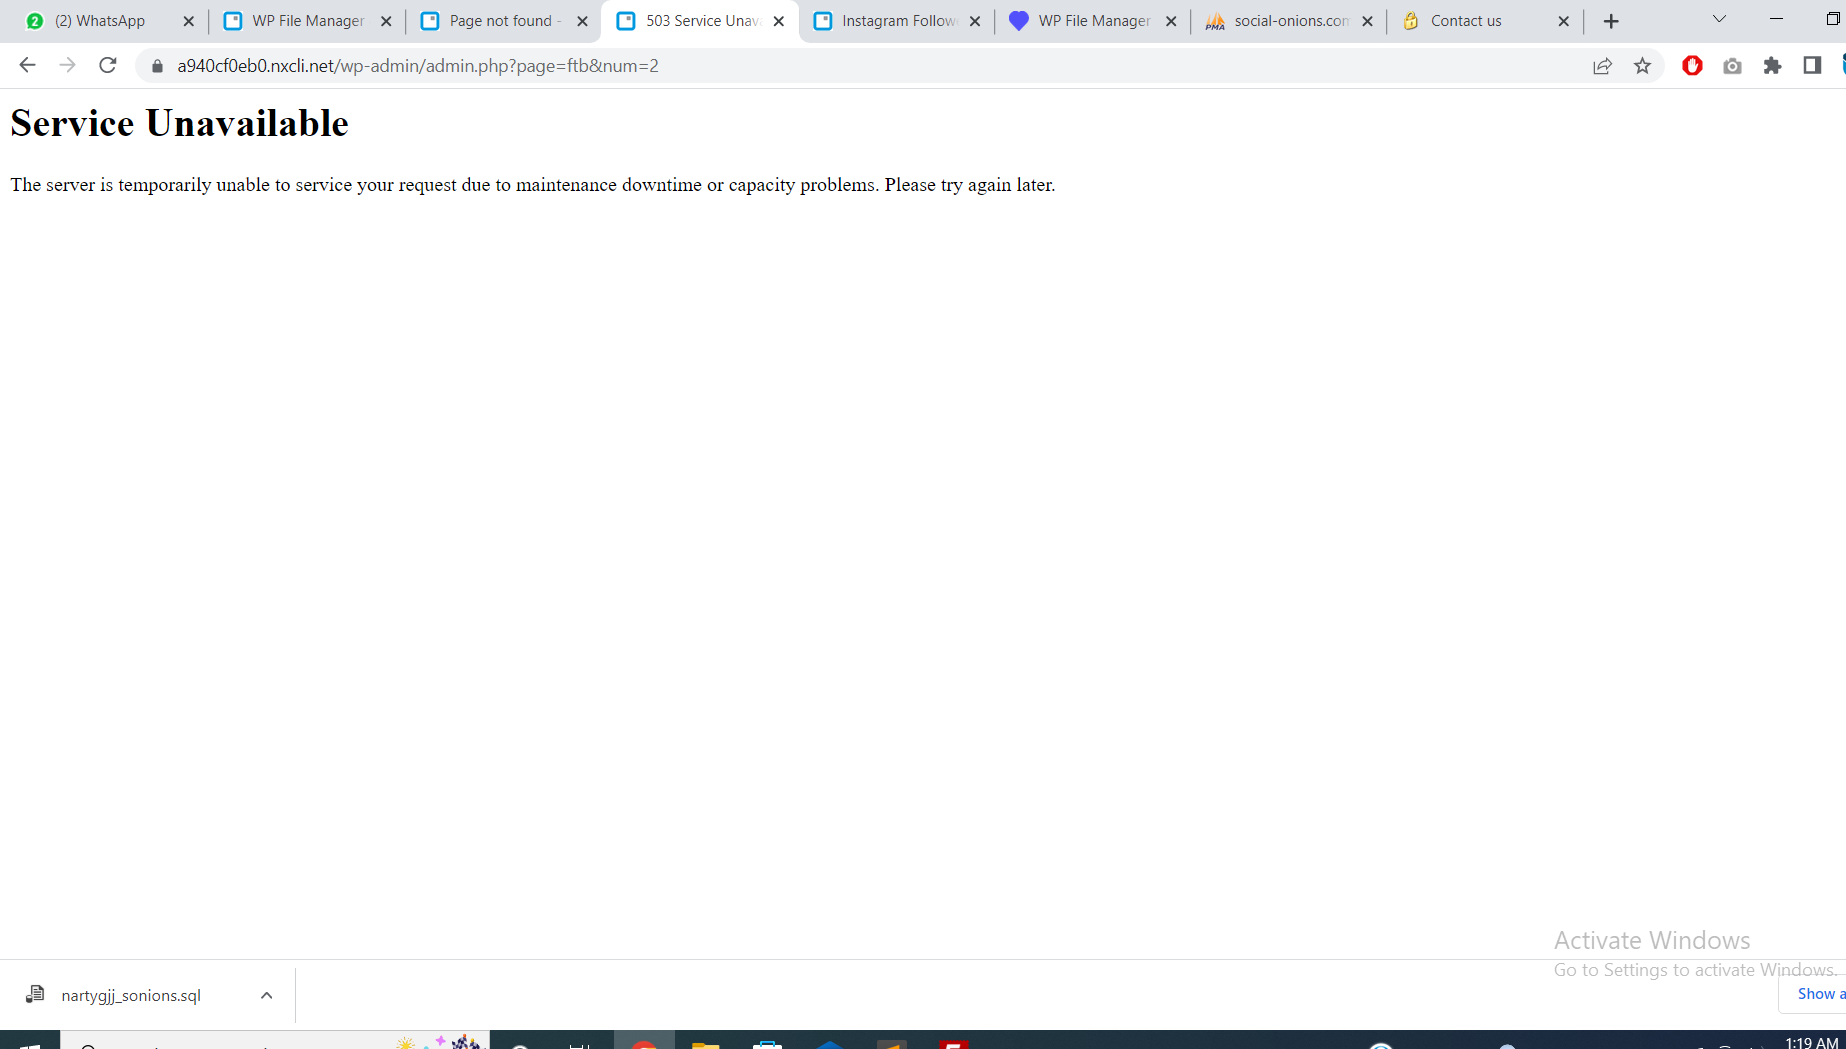 (2) WhatsApp
WP File Manager
Page not found -
503 Service Unav
Instagram Follow
WP File Manager
PMA
social-onions.com
Contact us
a940cf0eb0.nxcli.net/wp-admin/admin.php?page=ftb&num=2
Service Unavailable
The server is temporarily unable to service your request due to maintenance downtime or capacity problems. Please try again later.
Activate Windows
Go to Settings to activate Windows.
nartygjj_sonions.sql
Show a
1:19 AM